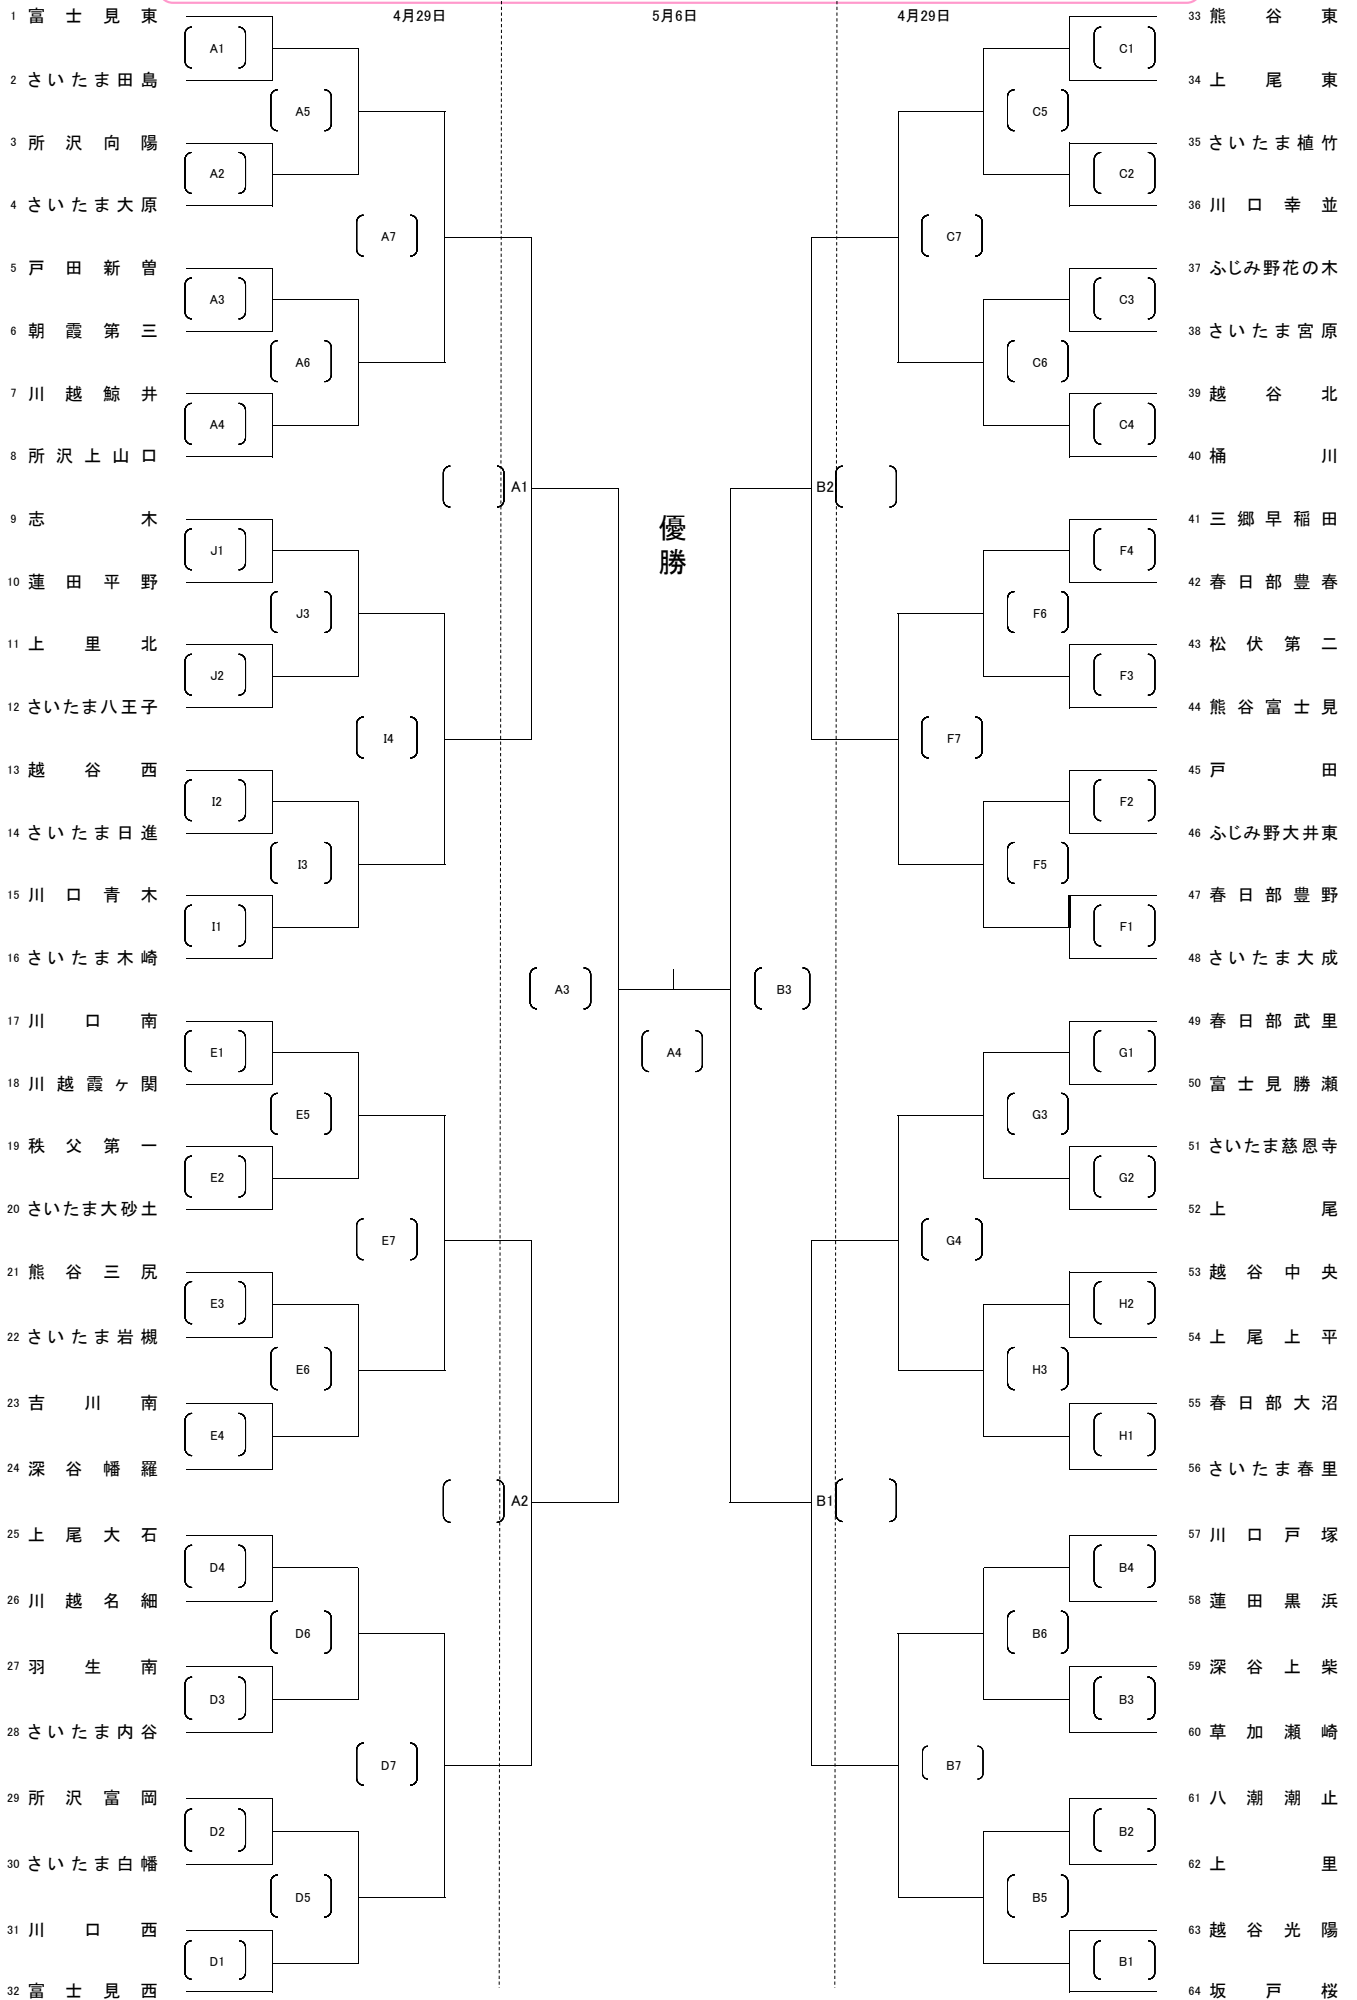 4月29日 5月6日 4月29日
1 富士見東
A1
2 さいたま田島
A5
3 所沢向陽
A2
4 さいたま大原
A7
5 戸田新曽
A3
6 朝霞第三
A6
7 川越鯨井
A4
8 所沢上山口
A1
9 志木
J1
10 蓮田平野
J3
11 上里北
J2
12 さいたま八王子
I4
13 越谷西
I2
14 さいたま日進
I3
15 川口青木
I1
16 さいたま木崎
A3
17 川口南
E1
18 川越霞ヶ関
E5
19 秩父第一
E2
20 さいたま大砂土
E7
21 熊谷三尻
E3
22 さいたま岩槻
E6
23 吉川南
E4
24 深谷幡羅
A2
25 上尾大石
D4
26 川越名細
D6
27 羽生南
D3
28 さいたま内谷
D7
29 所沢富岡
D2
30 さいたま白幡
D5
31 川口西
D1
32 富士見西
優勝
A4
33 熊谷東
C1
34 上尾東
C5
35 さいたま植竹
C2
36 川口幸並
C7
37 ふじみ野花の木
C3
38 さいたま宮原
C6
39 越谷北
C4
40 桶川
B2
41 三郷早稲田
F4
42 春日部豊春
F6
43 松伏第二
F3
44 熊谷富士見
F7
45 戸田
F2
46 ふじみ野大井東
F5
47 春日部豊野
F1
48 さいたま大成
B3
49 春日部武里
G1
50 富士見勝瀬
G3
51 さいたま慈恩寺
G2
52 上尾
G4
53 越谷中央
H2
54 上尾上平
H3
55 春日部大沼
H1
56 さいたま春里
B1
57 川口戸塚
B4
58 蓮田黒浜
B6
59 深谷上柴
B3
60 草加瀬崎
B7
61 八潮潮止
B2
62 上里
B5
63 越谷光陽
B1
64 坂戸桜